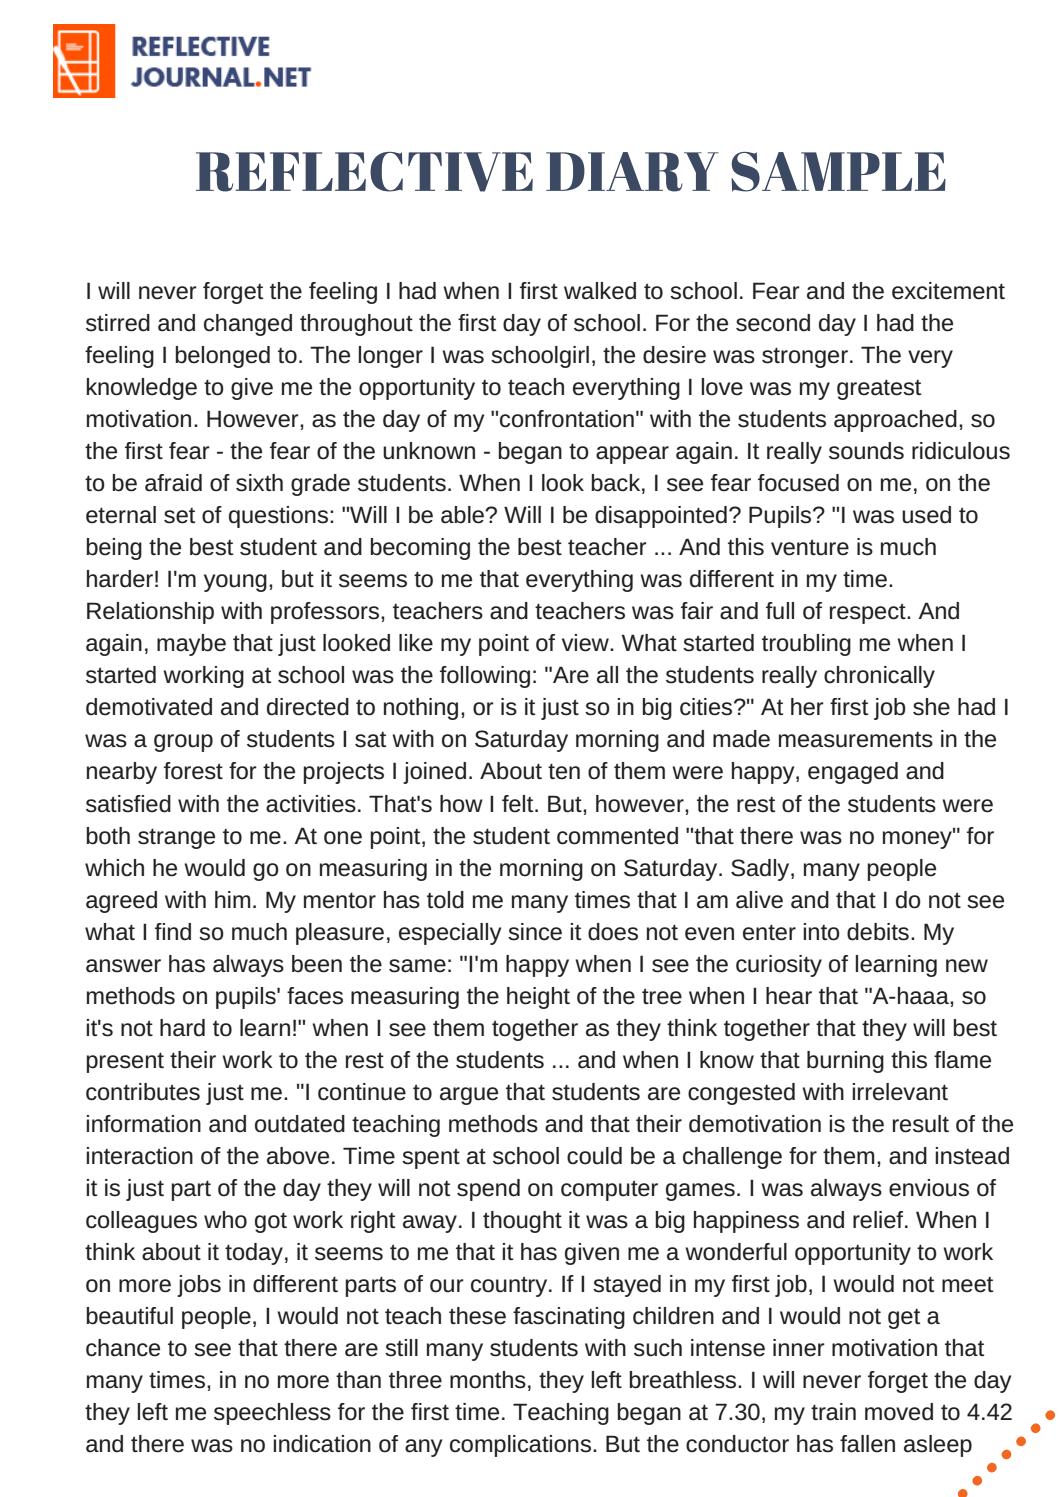 REFLECTIVE
JOURNAL.NET
REFLECTIVE DIARY SAMPLE
I will never forget the feeling I had when I first walked to school. Fear and the excitement
stirred and changed throughout the first day of school. For the second day I had the
feeling I belonged to. The longer I was schoolgirl, the desire was stronger. The very
knowledge to give me the opportunity to teach everything I love was my greatest
motivation. However, as the day of my "confrontation" with the students approached, so
the first fear - the fear of the unknown - began to appear again. It really sounds ridiculous
to be afraid of sixth grade students. When I look back, I see fear focused on me, on the
eternal set of questions: "Will I be able? Will I be disappointed? Pupils? "I was used to
being the best student and becoming the best teacher ... And this venture is much
harder! I'm young, but it seems to me that everything was different in my time.
Relationship with professors, teachers and teachers was fair and full of respect. And
again, maybe that just looked like my point of view. What started troubling me when I
started working at school was the following: "Are all the students really chronically
demotivated and directed to nothing, or is it just so in big cities?" At her first job she had I
was a group of students I sat with on Saturday morning and made measurements in the
nearby forest for the projects I joined. About ten of them were happy, engaged and
satisfied with the activities. That's how I felt. But, however, the rest of the students were
both strange to me. At one point, the student commented "that there was no money" for
which he would go on measuring in the morning on Saturday. Sadly, many people
agreed with him. My mentor has told me many times that I am alive and that I do not see
what I find so much pleasure, especially since it does not even enter into debits. My
answer has always been the same: "I'm happy when I see the curiosity of learning new
methods on pupils' faces measuring the height of the tree when I hear that "A-haaa, so
it's not hard to learn!" when I see them together as they think together that they will best
present their work to the rest of the students ... and when I know that burning this flame
contributes just me. "I continue to argue that students are congested with irrelevant
information and outdated teaching methods and that their demotivation is the result of the
interaction of the above. Time spent at school could be a challenge for them, and instead
it is just part of the day they will not spend on computer games. I was always envious of
colleagues who got work right away. I thought it was a big happiness and relief. When I
think about it today, it seems to me that it has given me a wonderful opportunity to work
on more jobs in different parts of our country. If I stayed in my first job, I would not meet
beautiful people, I would not teach these fascinating children and I would not get a
chance to see that there are still many students with such intense inner motivation that
many times, in no more than three months, they left breathless. I will never forget the day
they left me speechless for the first time. Teaching began at 7.30, my train moved to 4.42
and there was no indication of any complications. But the conductor has fallen asleep